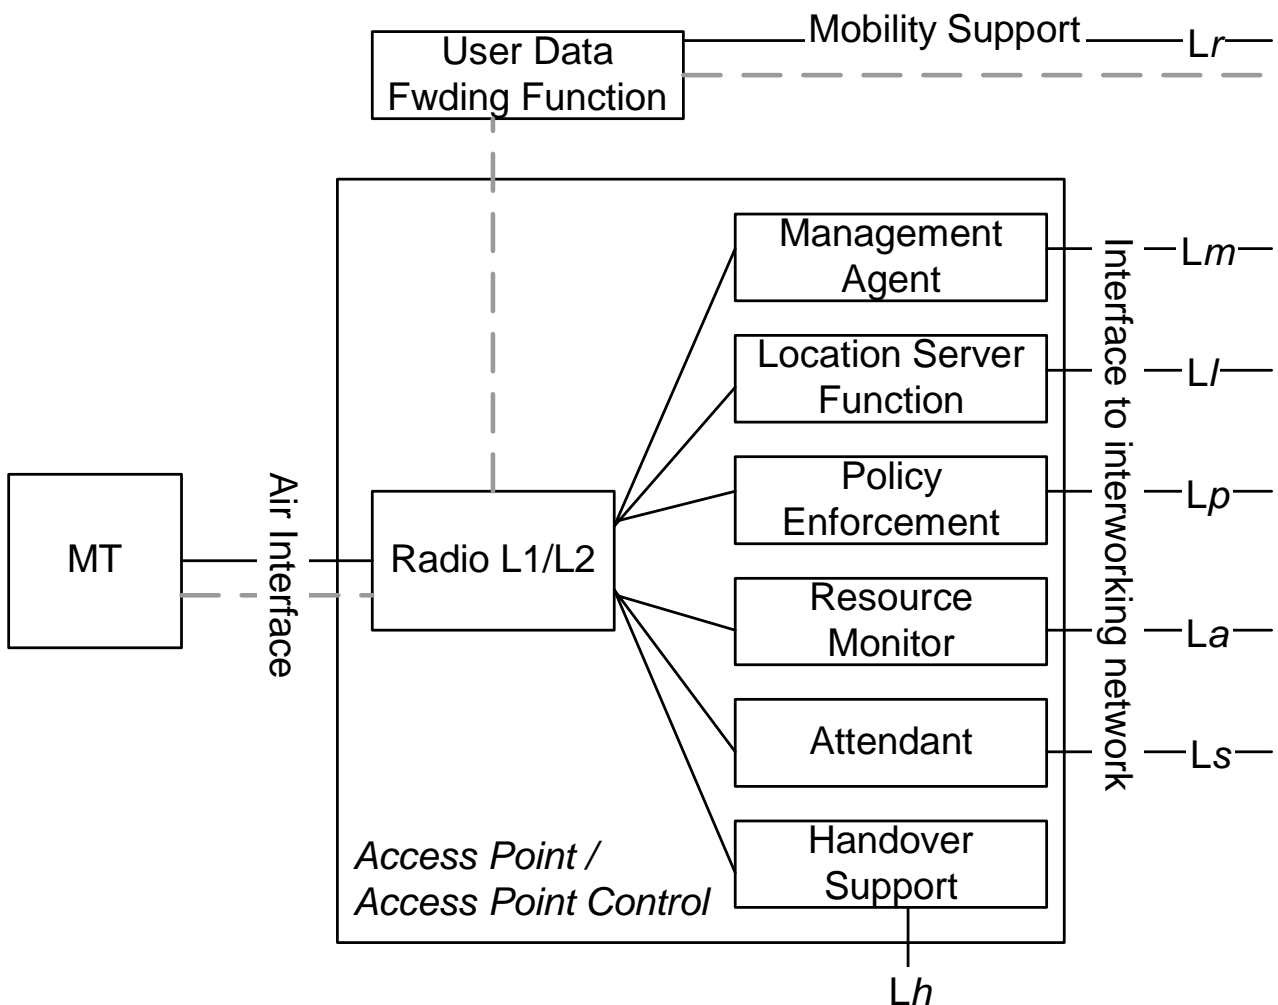 Mobility Support
Lr
User Data
Fwding Function
Management
Agent
Lm
Location Server
Function
Ll
Policy
Enforcement
Lp
Interface to interworking network
MT
Air Interface
Radio L1/L2
Resource
Monitor
La
Attendant
Ls
Handover
Support
Access Point /
Access Point Control
Lh